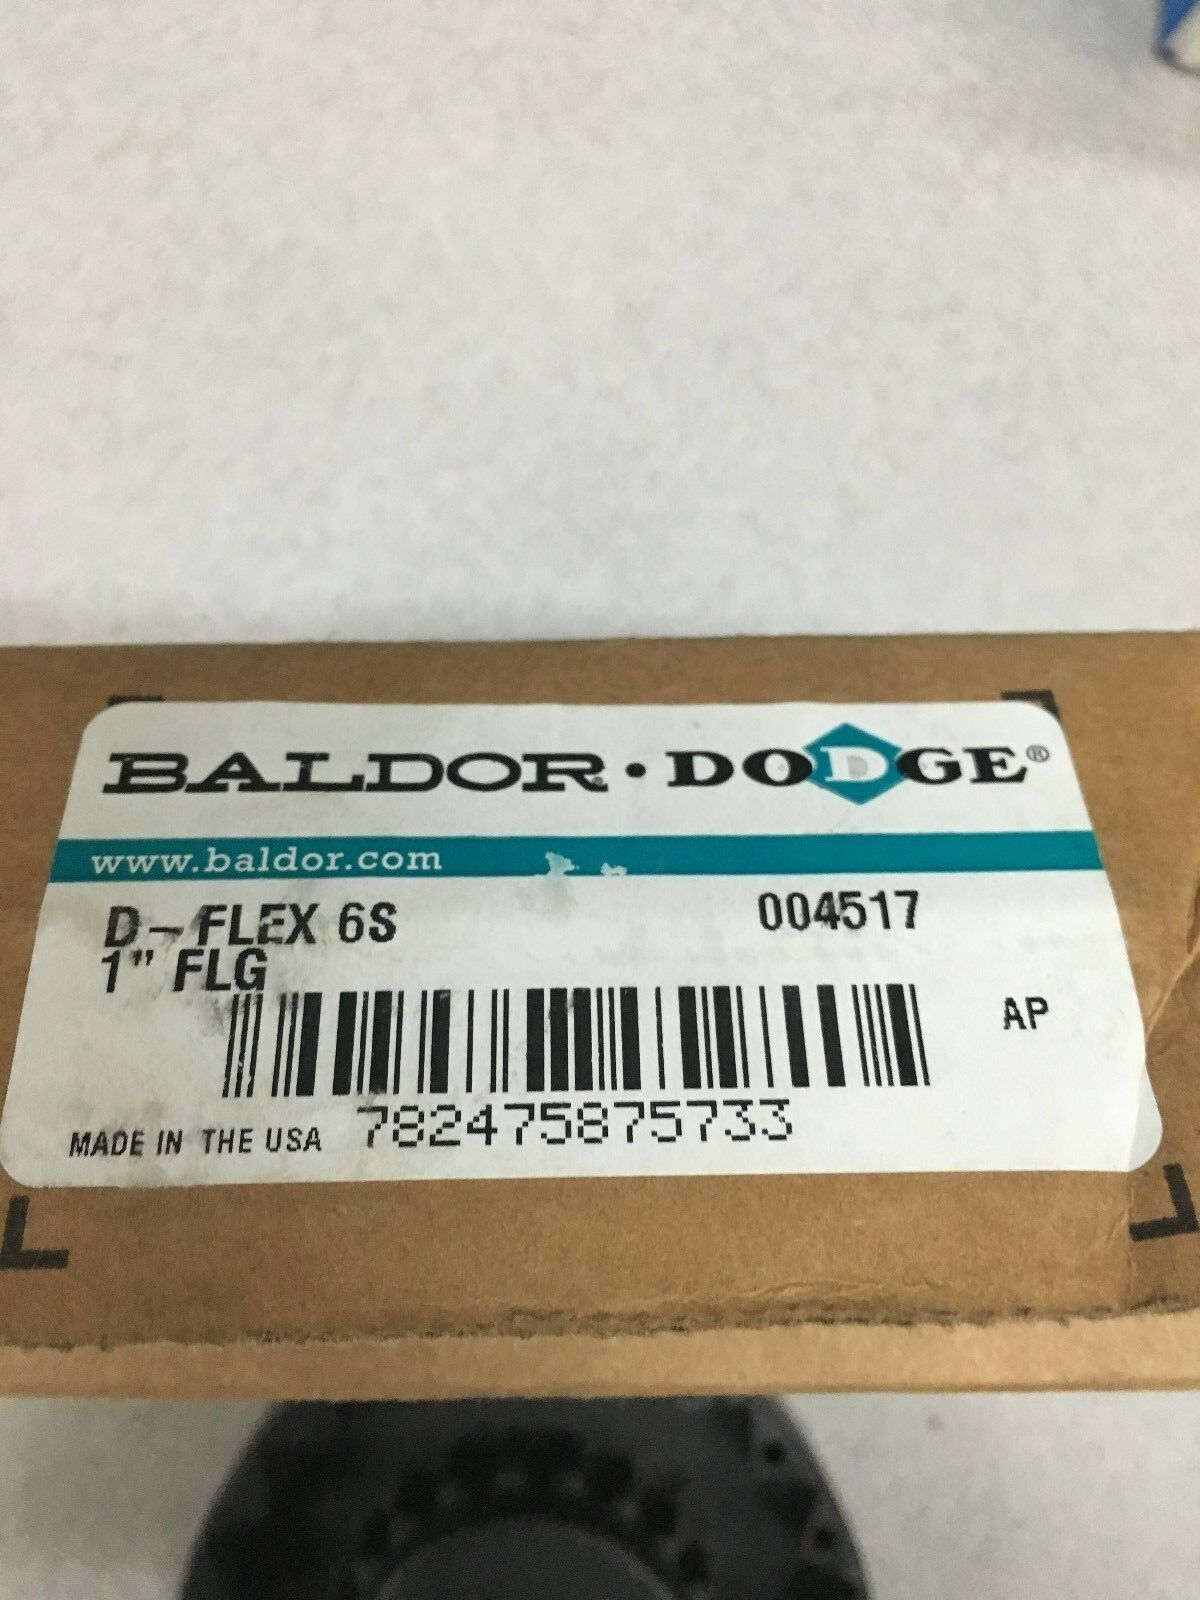 BALDOR® • DODGE®
www.baldor.com
D-FLEX 6S 004517
1" FLG
AP
782475875733
MADE IN THE USA